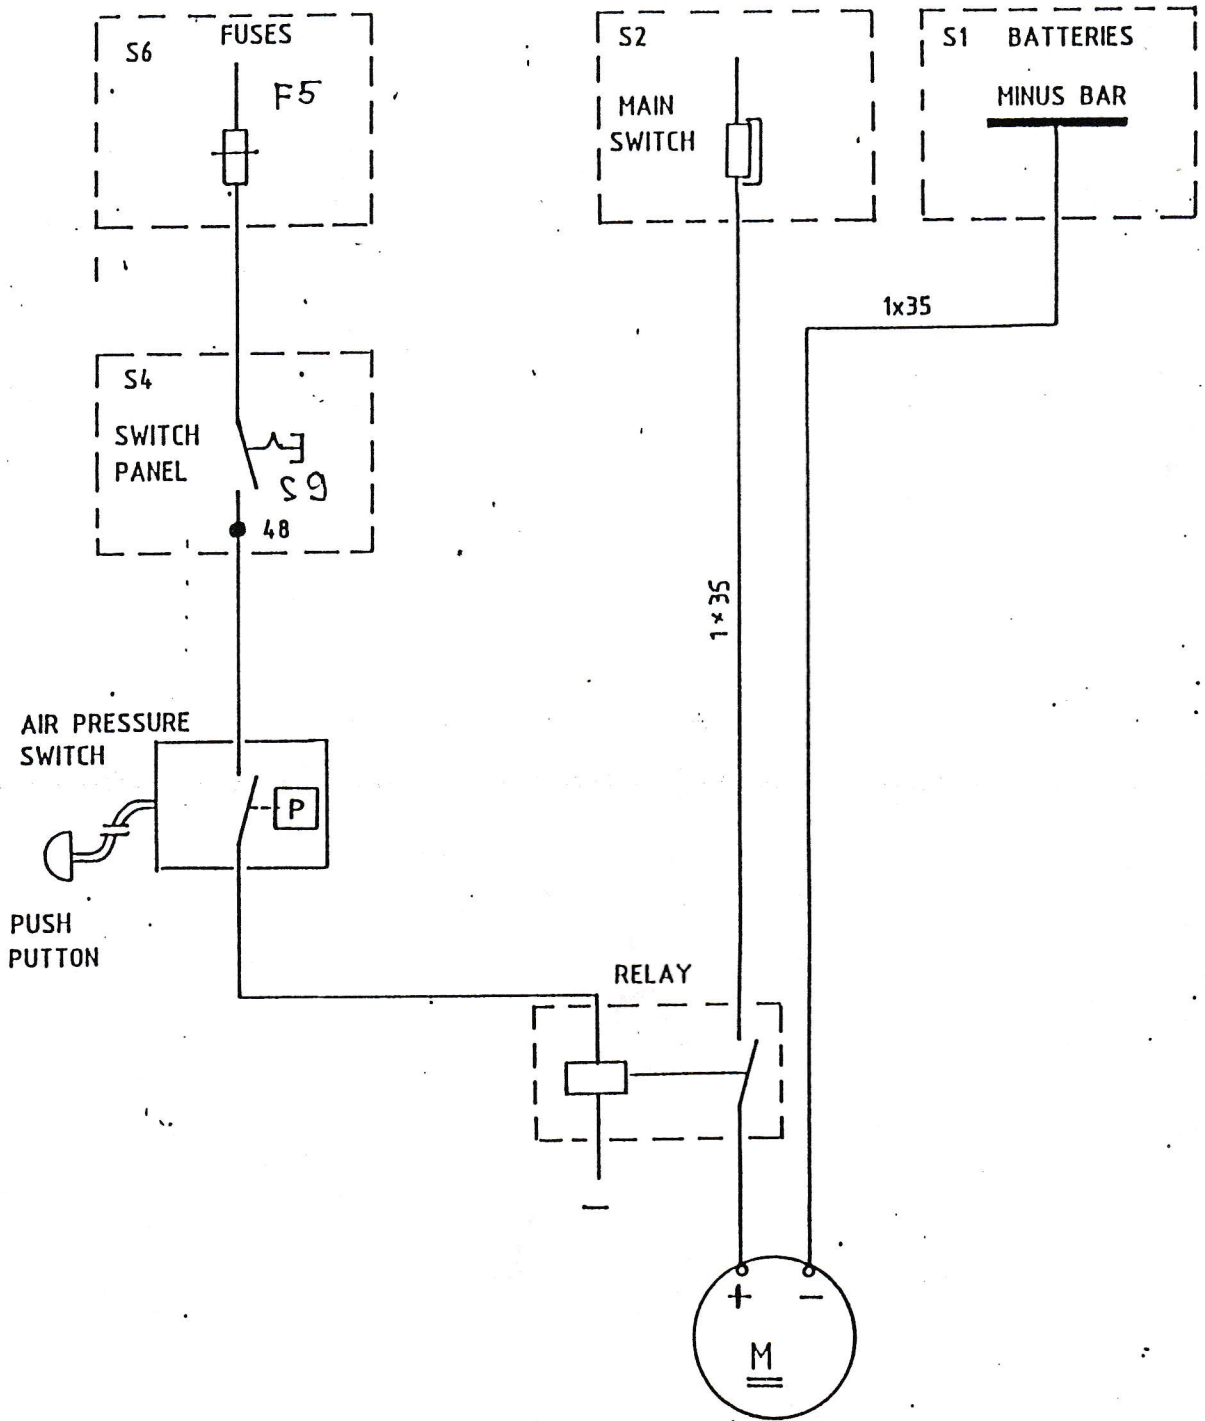 S6 FUSES
F5
S2
MAIN
SWITCH
S1 BATTERIES
MINUS BAR
1x35
S4
SWITCH
PANEL
S9
48
1x35
AIR PRESSURE
SWITCH
P
PUSH
PUTTON
RELAY
+ −
M